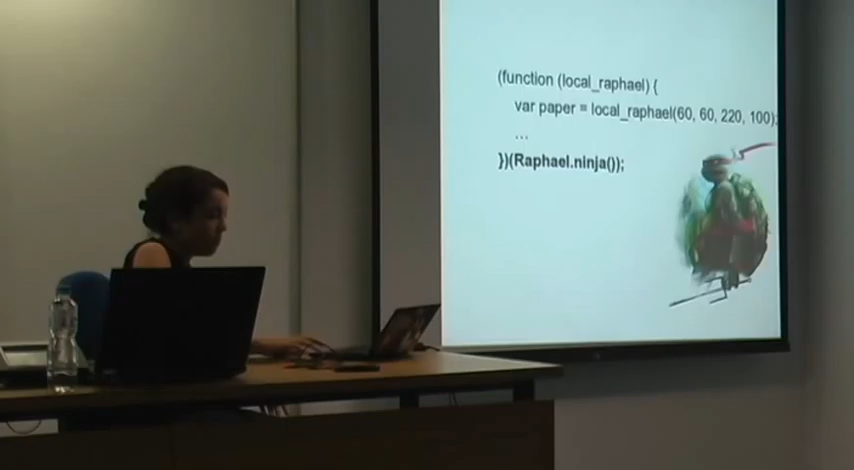 (function (local_raphael) {
var paper = local_raphael(60, 60, 220, 100);
...
})(Raphael.ninja());